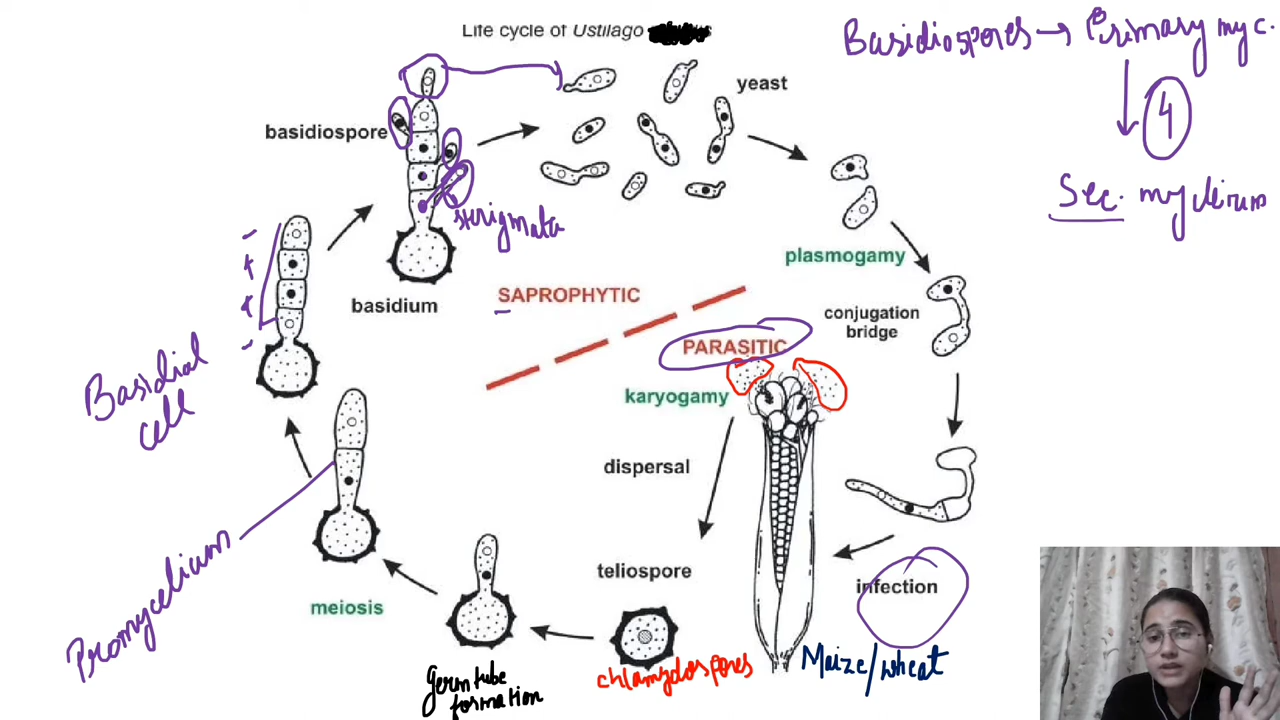 Life cycle of Ustilago
Basidiospores → Primary myc.
4
Sec. myclirum
yeast
basidiospore
sterigmata
plasmogamy
basidium
SAPROPHYTIC
conjugation
bridge
PARASITIC
karyogamy
Basidial
cell
dispersal
Promycelium
teliospore
infection
meiosis
Germ tube
formation
chlamydospores
Maize/wheat